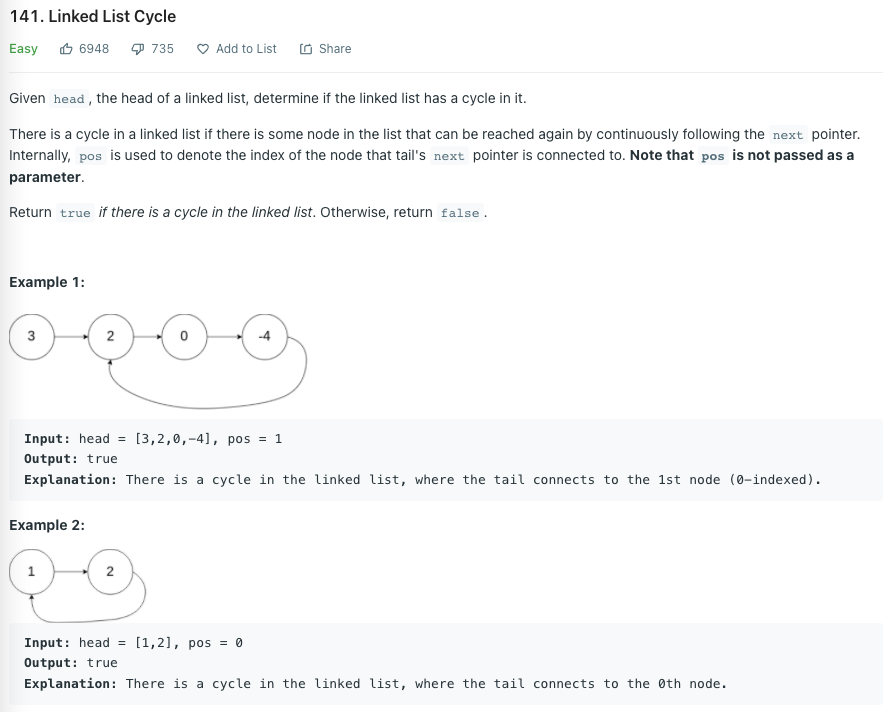 141. Linked List Cycle
Easy 6948 735 Add to List Share
Given head, the head of a linked list, determine if the linked list has a cycle in it.
There is a cycle in a linked list if there is some node in the list that can be reached again by continuously following the next pointer.
Internally, pos is used to denote the index of the node that tail's next pointer is connected to. Note that pos is not passed as a
parameter.
Return true if there is a cycle in the linked list. Otherwise, return false.
Example 1:
3 2 0 -4
Input: head = [3,2,0,-4], pos = 1
Output: true
Explanation: There is a cycle in the linked list, where the tail connects to the 1st node (0-indexed).
Example 2:
1 2
Input: head = [1,2], pos = 0
Output: true
Explanation: There is a cycle in the linked list, where the tail connects to the 0th node.